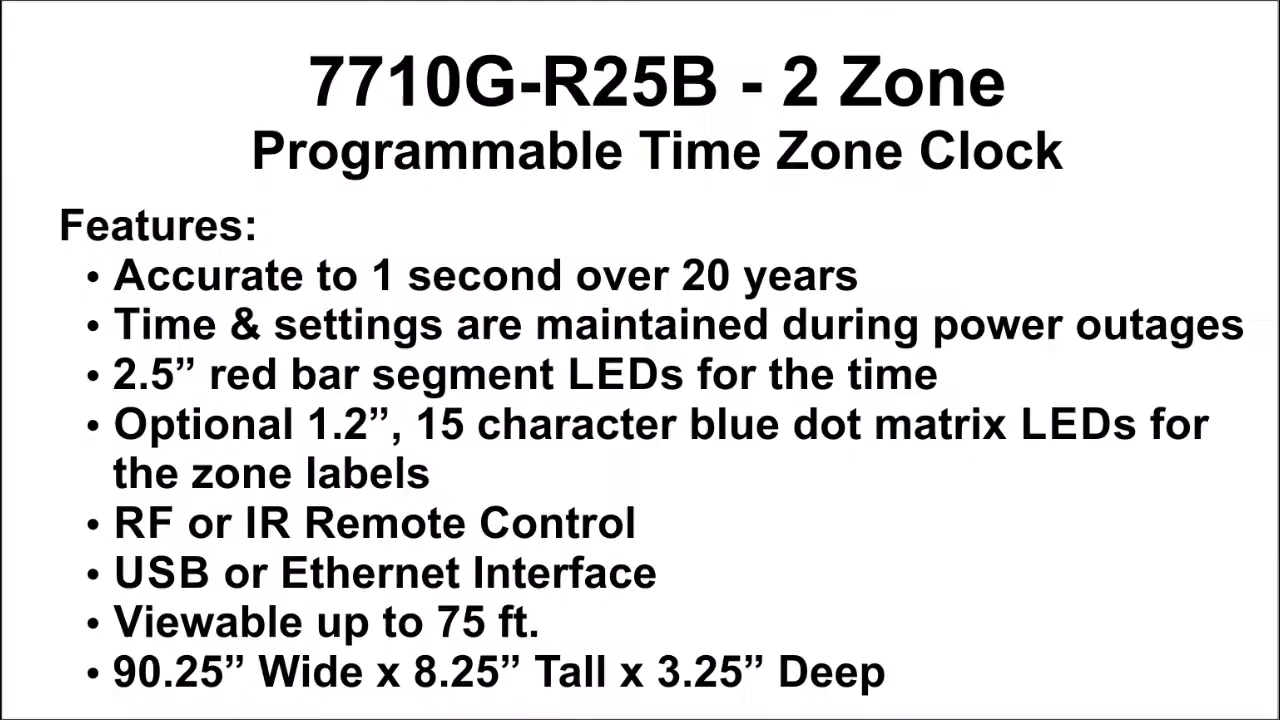 7710G-R25B - 2 Zone
Programmable Time Zone Clock
Features:
• Accurate to 1 second over 20 years
• Time & settings are maintained during power outages
• 2.5” red bar segment LEDs for the time
• Optional 1.2”, 15 character blue dot matrix LEDs for
the zone labels
• RF or IR Remote Control
• USB or Ethernet Interface
• Viewable up to 75 ft.
• 90.25” Wide x 8.25” Tall x 3.25” Deep